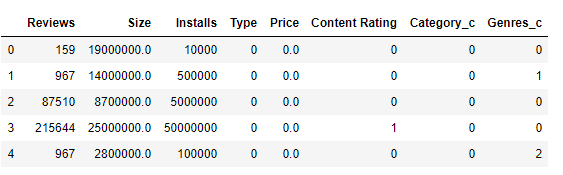 Reviews Size Installs Type Price Content Rating Category_c Genres_c
0 159 19000000.0 10000 0 0.0 0 0 0
1 967 14000000.0 500000 0 0.0 0 0 1
2 87510 8700000.0 5000000 0 0.0 0 0 0
3 215644 25000000.0 50000000 0 0.0 1 0 0
4 967 2800000.0 100000 0 0.0 0 0 2